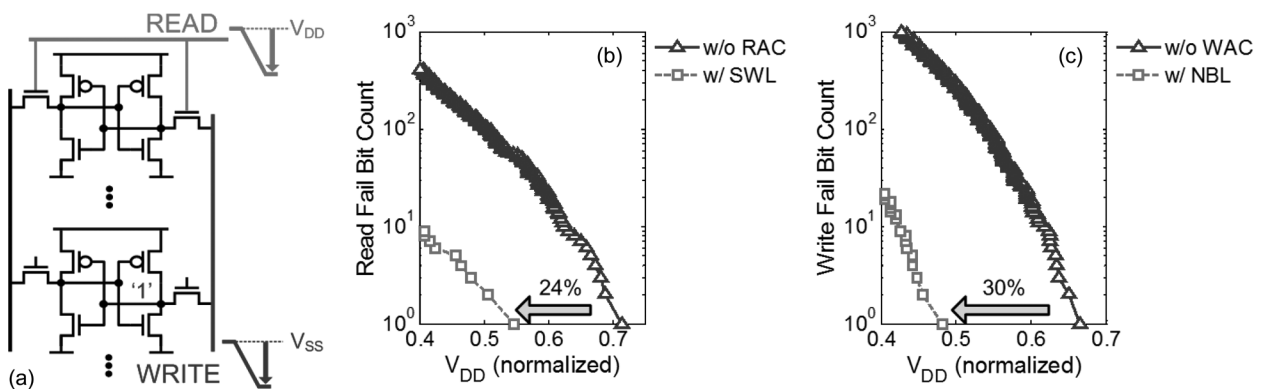 READ
V_DD
'1'
V_SS
WRITE
(a)
(b)
w/o RAC
w/ SWL
Read Fail Bit Count
10^3
10^2
10^1
10^0
24%
0.4
0.5
0.6
0.7
V_DD (normalized)
(c)
w/o WAC
w/ NBL
Write Fail Bit Count
10^3
10^2
10^1
10^0
30%
0.4
0.5
0.6
0.7
V_DD (normalized)